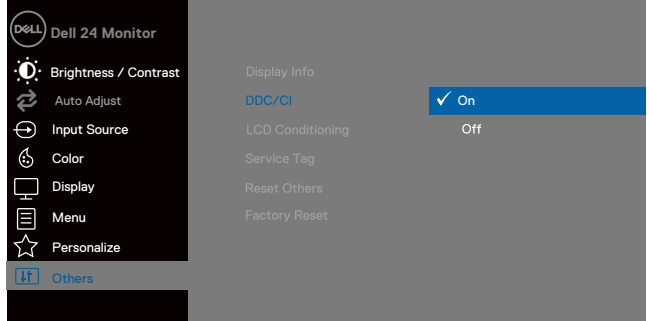 DELL
Dell 24 Monitor
Brightness / Contrast
Auto Adjust
Input Source
Color
Display
Menu
Personalize
Others
Display Info
DDC/CI
LCD Conditioning
Service Tag
Reset Others
Factory Reset
On
Off